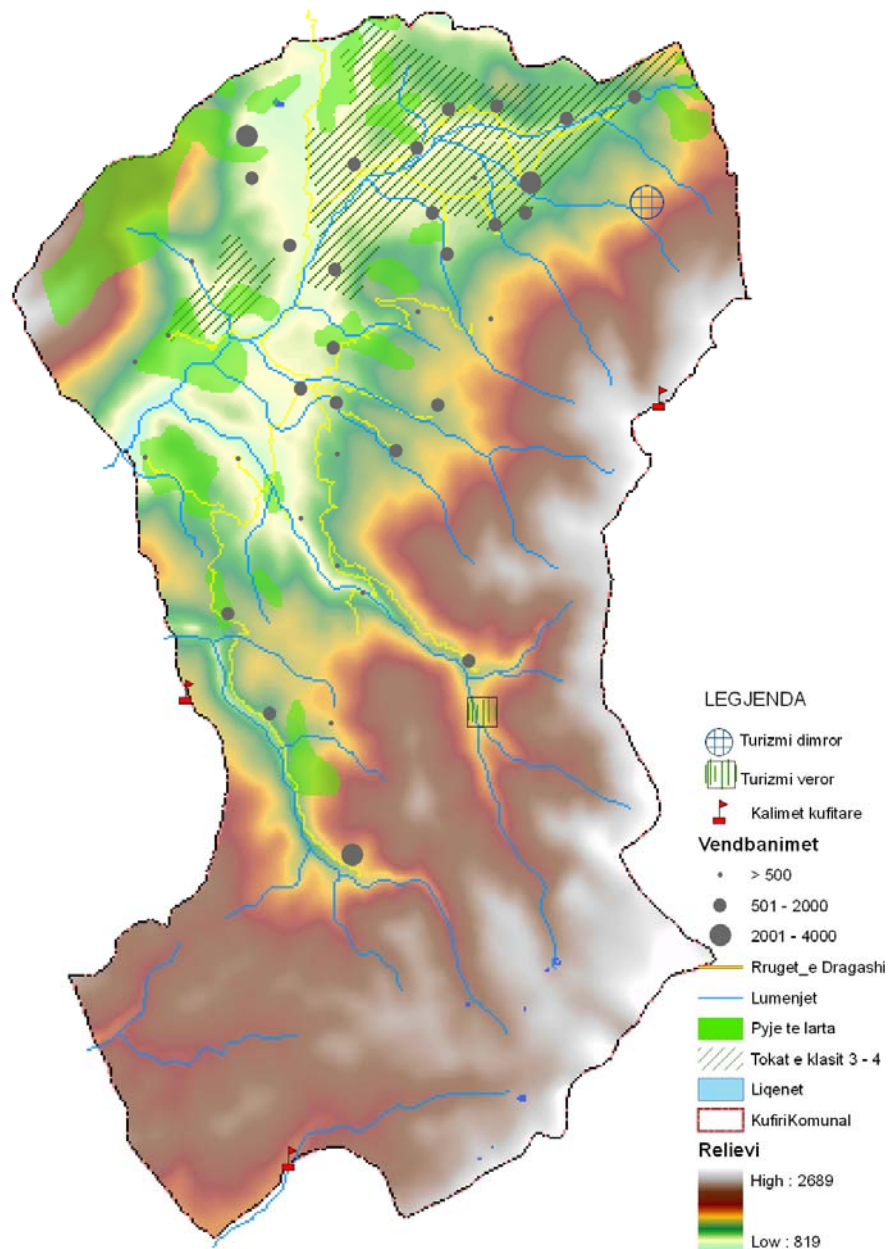 LEGJENDA
Turizmi dimror
Turizmi veror
Kalimet kufitare
Vendbanimet
> 500
501 - 2000
2001 - 4000
Rruget_e Dragashi
Lumenjet
Pyje te larta
Tokat e klasit 3 - 4
Liqenet
KufiriKomunal
Relievi
High : 2689
Low : 819